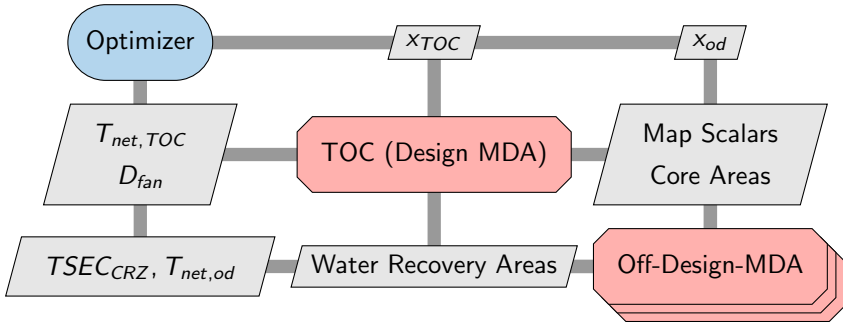 Optimizer
x_TOC
x_od
T_net,TOC
D_fan
TOC (Design MDA)
Map Scalars
Core Areas
TSEC_CRZ, T_net,od
Water Recovery Areas
Off-Design-MDA